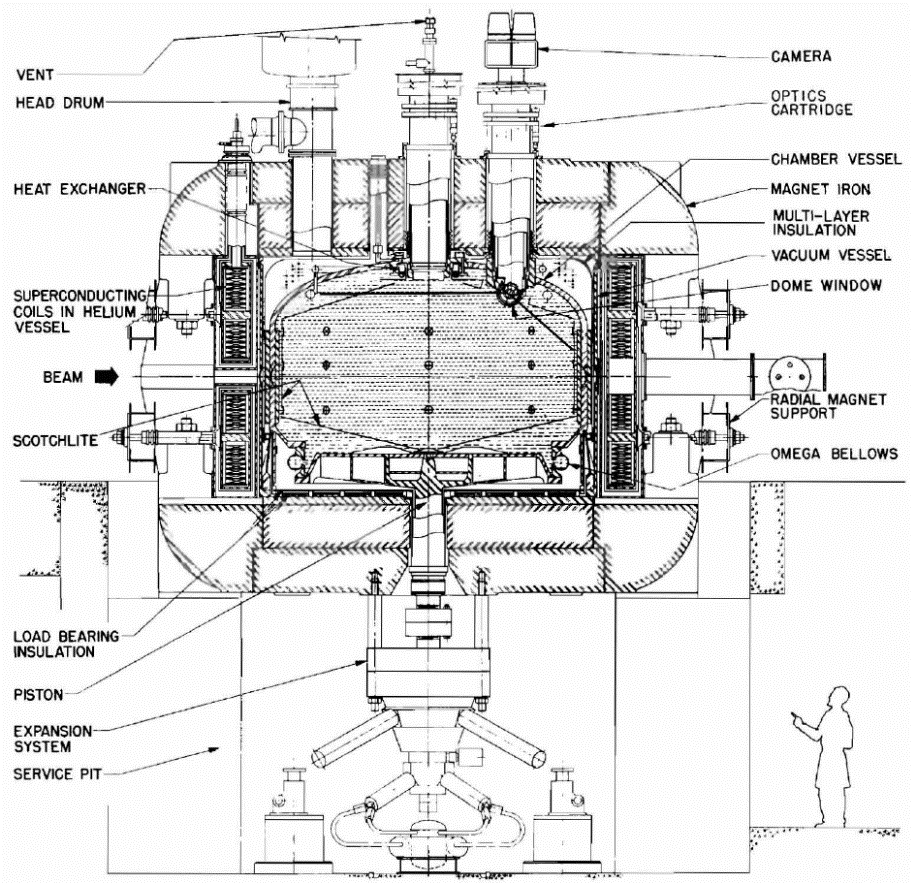 VENT
HEAD DRUM
HEAT EXCHANGER
SUPERCONDUCTING
COILS IN HELIUM
VESSEL
BEAM
SCOTCHLITE
LOAD BEARING
INSULATION
PISTON
EXPANSION
SYSTEM
SERVICE PIT
CAMERA
OPTICS
CARTRIDGE
CHAMBER VESSEL
MAGNET IRON
MULTI-LAYER
INSULATION
VACUUM VESSEL
DOME WINDOW
RADIAL MAGNET
SUPPORT
OMEGA BELLOWS